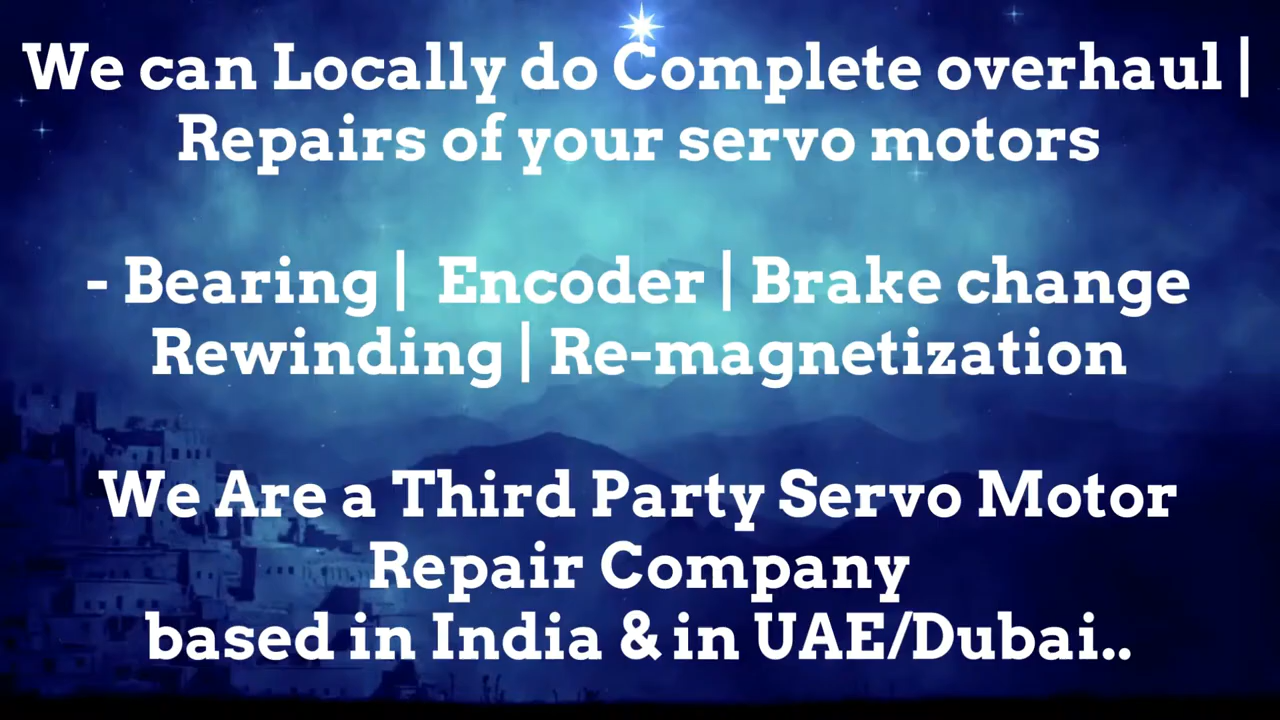 We can Locally do Complete overhaul |
Repairs of your servo motors
- Bearing | Encoder | Brake change
Rewinding | Re-magnetization
We Are a Third Party Servo Motor
Repair Company
based in India & in UAE/Dubai..